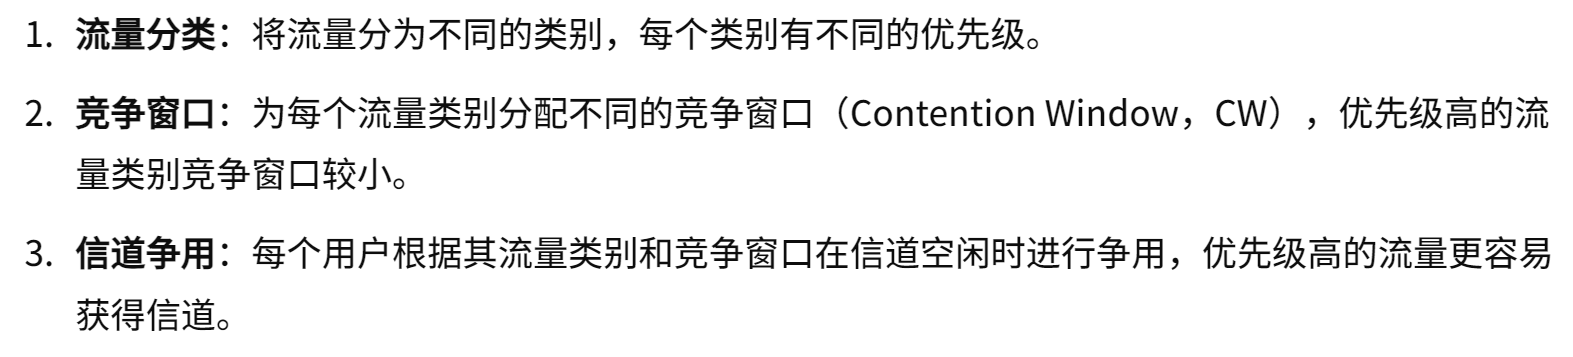 1. 流量分类：将流量分为不同的类别，每个类别有不同的优先级。
2. 竞争窗口：为每个流量类别分配不同的竞争窗口（Contention Window，CW），优先级高的流
量类别竞争窗口较小。
3. 信道争用：每个用户根据其流量类别和竞争窗口在信道空闲时进行争用，优先级高的流量更容易
获得信道。